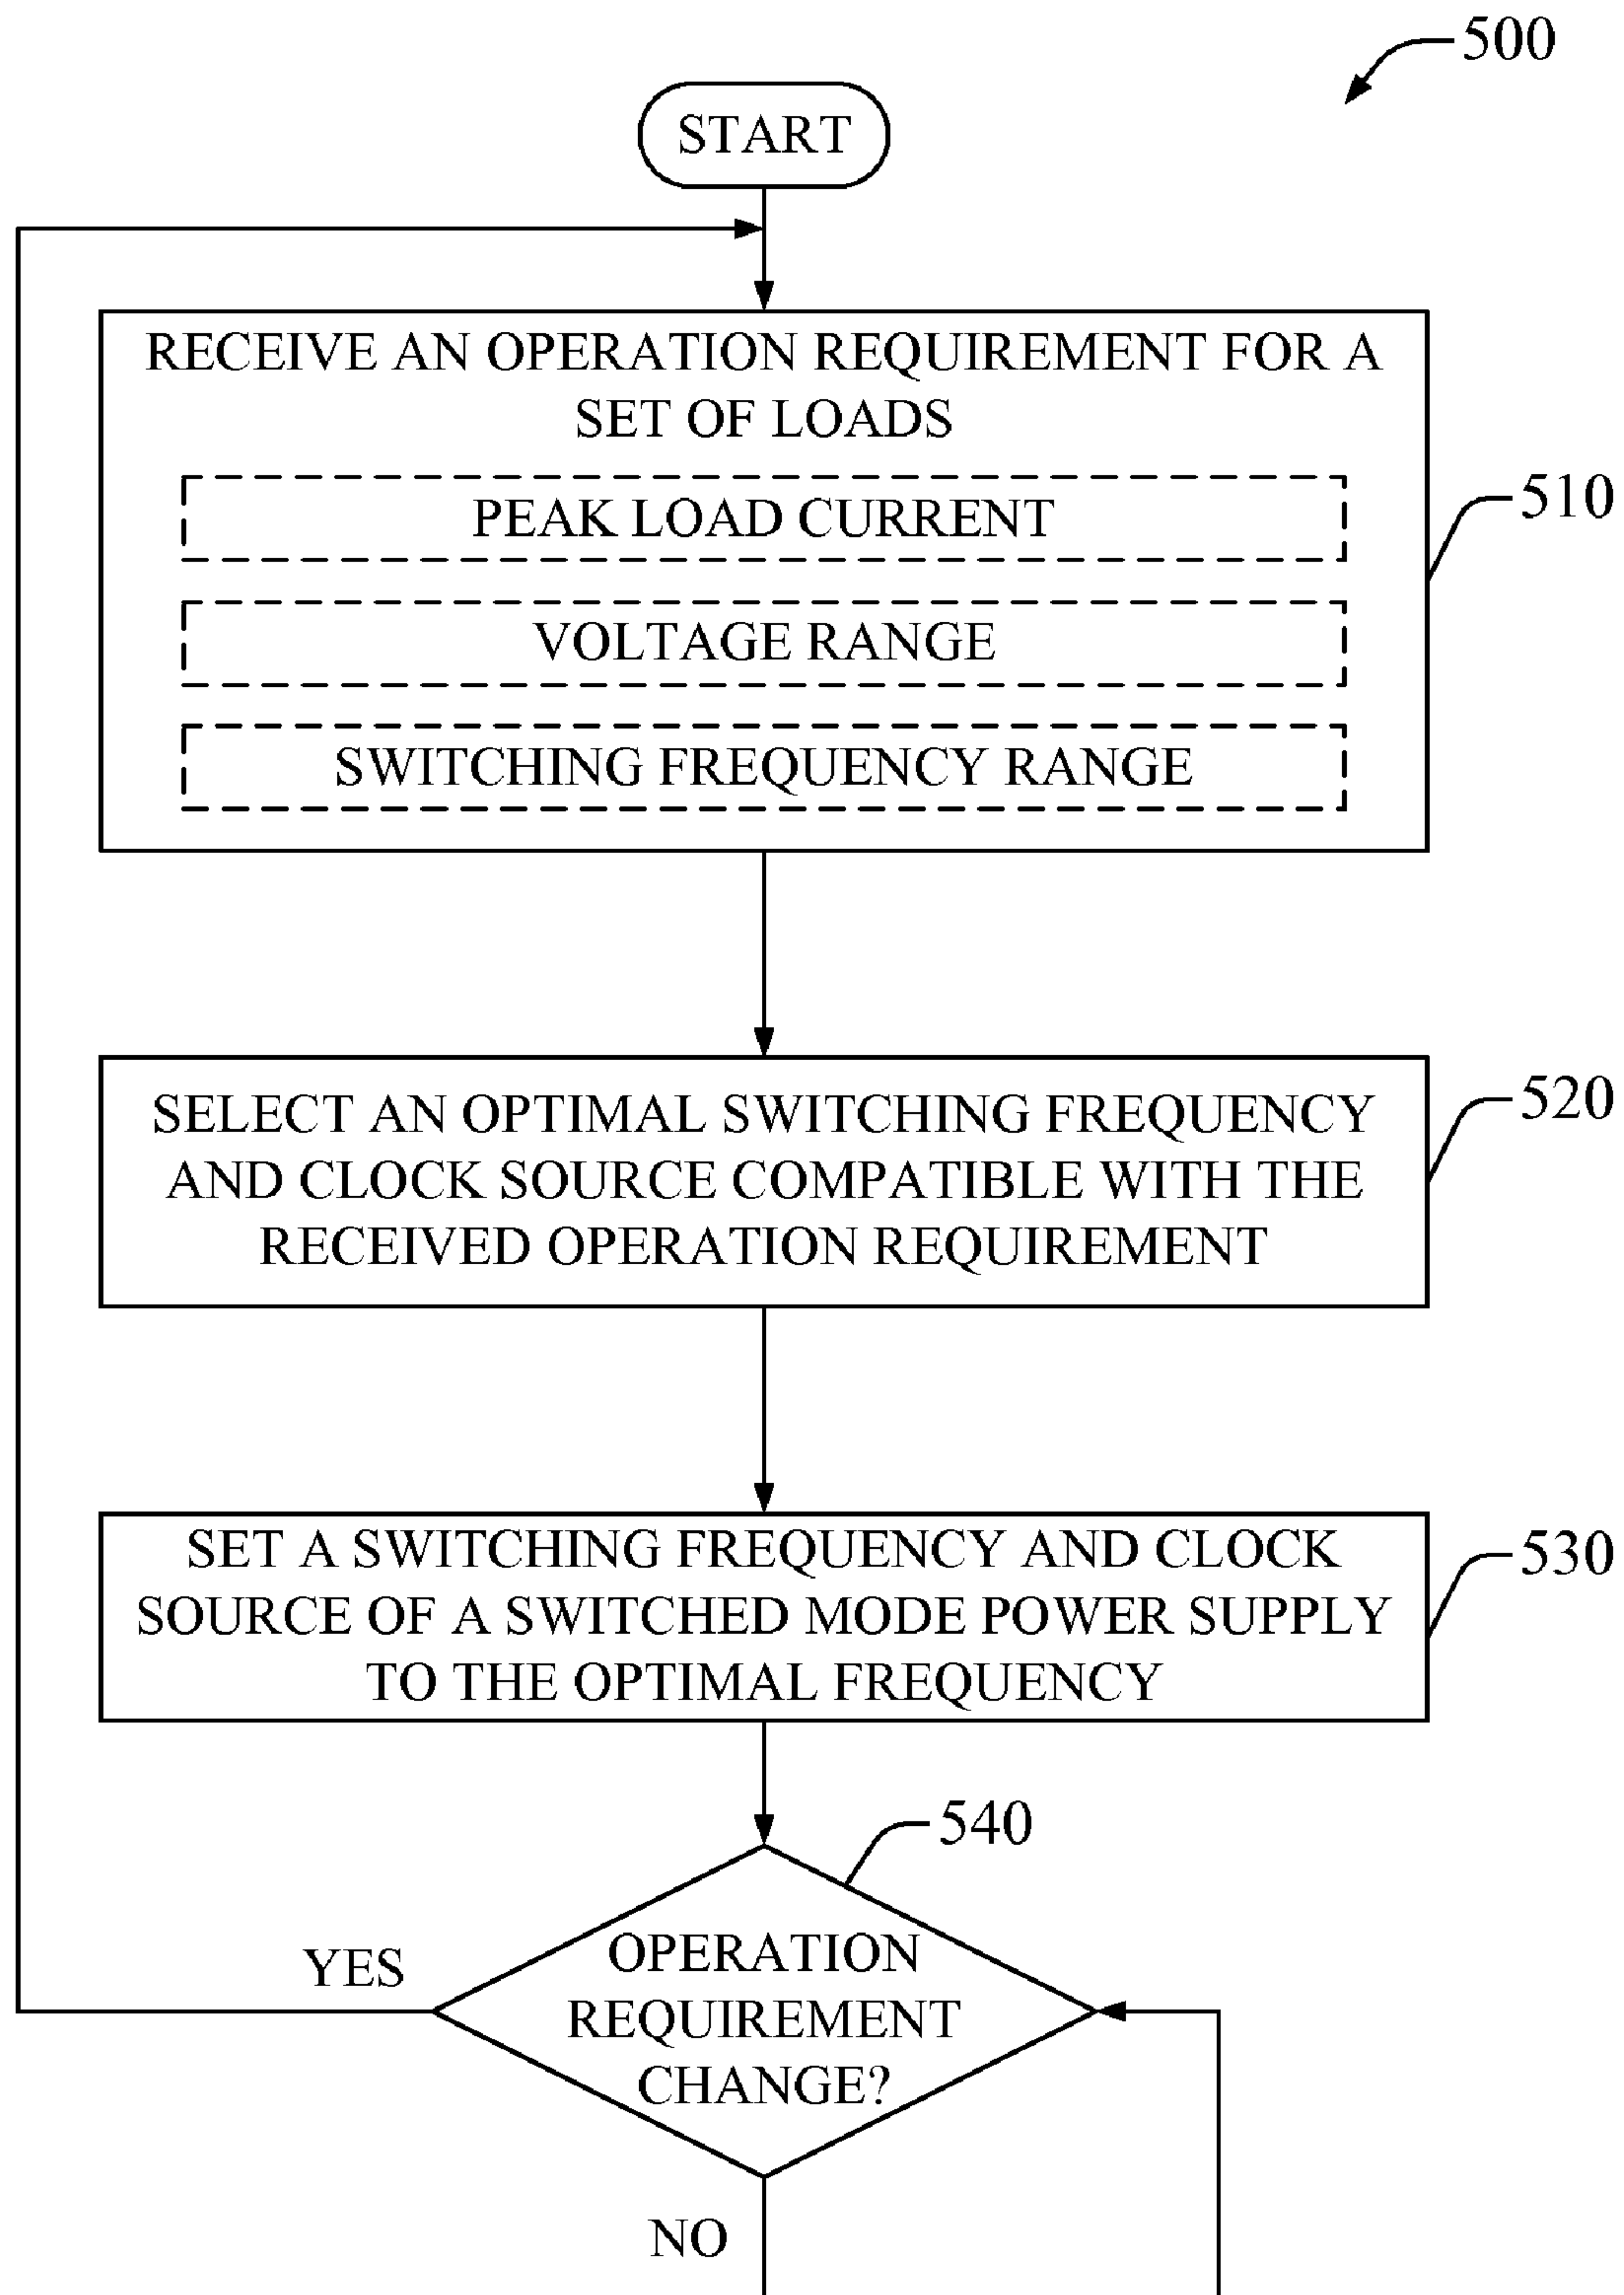 500
START
RECEIVE AN OPERATION REQUIREMENT FOR A
SET OF LOADS
PEAK LOAD CURRENT
510
VOLTAGE RANGE
SWITCHING FREQUENCY RANGE
SELECT AN OPTIMAL SWITCHING FREQUENCY
AND CLOCK SOURCE COMPATIBLE WITH THE
RECEIVED OPERATION REQUIREMENT
520
SET A SWITCHING FREQUENCY AND CLOCK
SOURCE OF A SWITCHED MODE POWER SUPPLY
TO THE OPTIMAL FREQUENCY
530
540
OPERATION
REQUIREMENT
CHANGE?
YES
NO